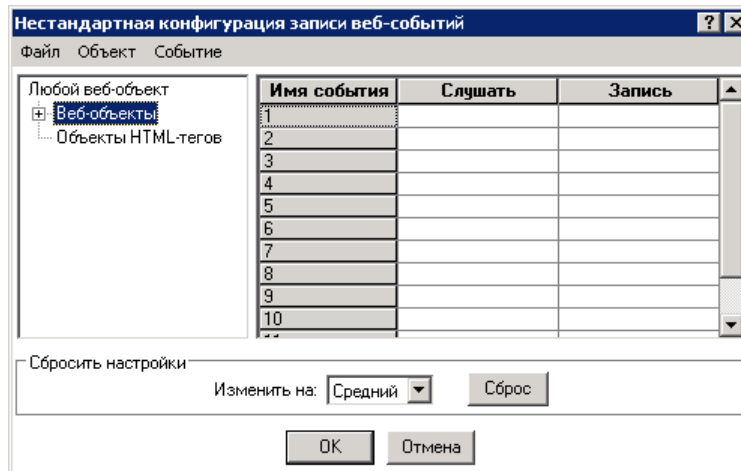 Нестандартная конфигурация записи веб-событий
Файл Объект Событие
Любой веб-объект
Веб-объекты
Объекты HTML-тегов
Имя события Слушать Запись
1
2
3
4
5
6
7
8
9
10
Сбросить настройки
Изменить на: Средний Сброс
OK Отмена